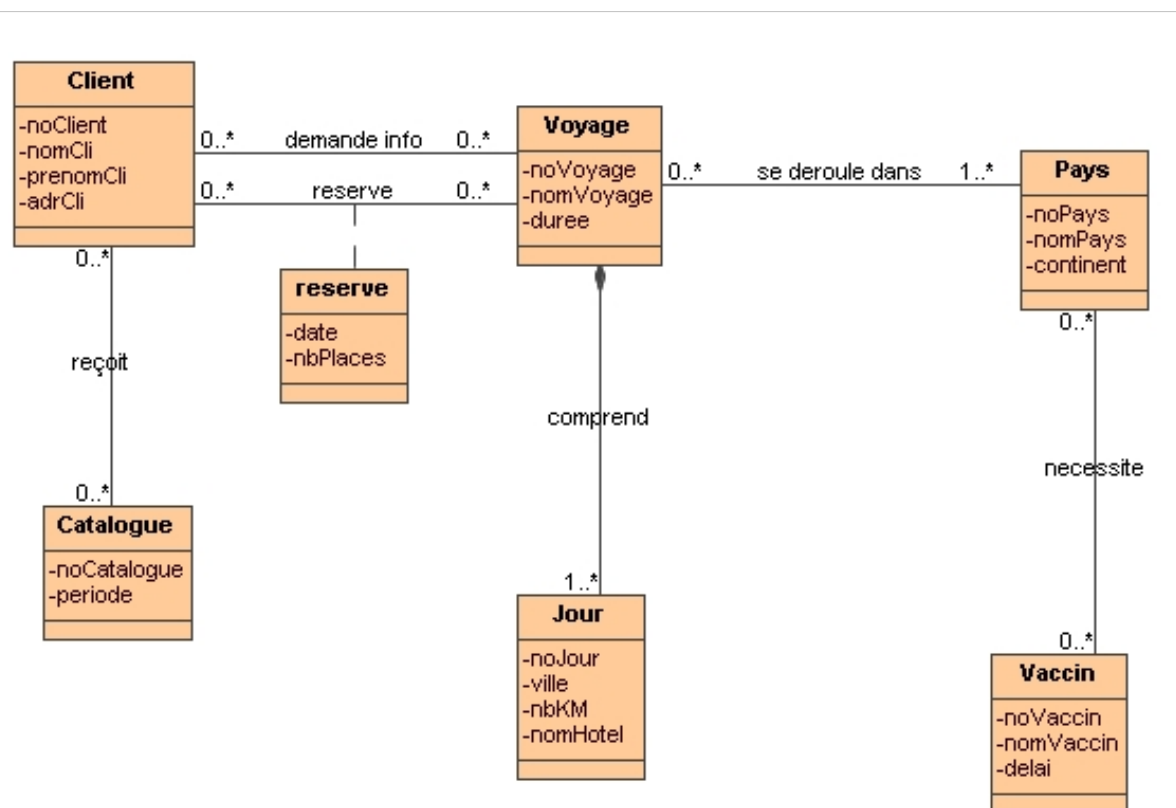 Client
-noClient
-nomCli
-prenomCli
-adrCli
0..* demande info 0..*
0..* reserve 0..*
Voyage
-noVoyage
-nomVoyage
-duree
0..* se deroule dans 1..*
Pays
-noPays
-nomPays
-continent
reserve
-date
-nbPlaces
0..*
reçoit
0..*
Catalogue
-noCatalogue
-periode
comprend
1..*
Jour
-noJour
-ville
-nbKM
-nomHotel
0..*
necessite
0..*
Vaccin
-noVaccin
-nomVaccin
-delai